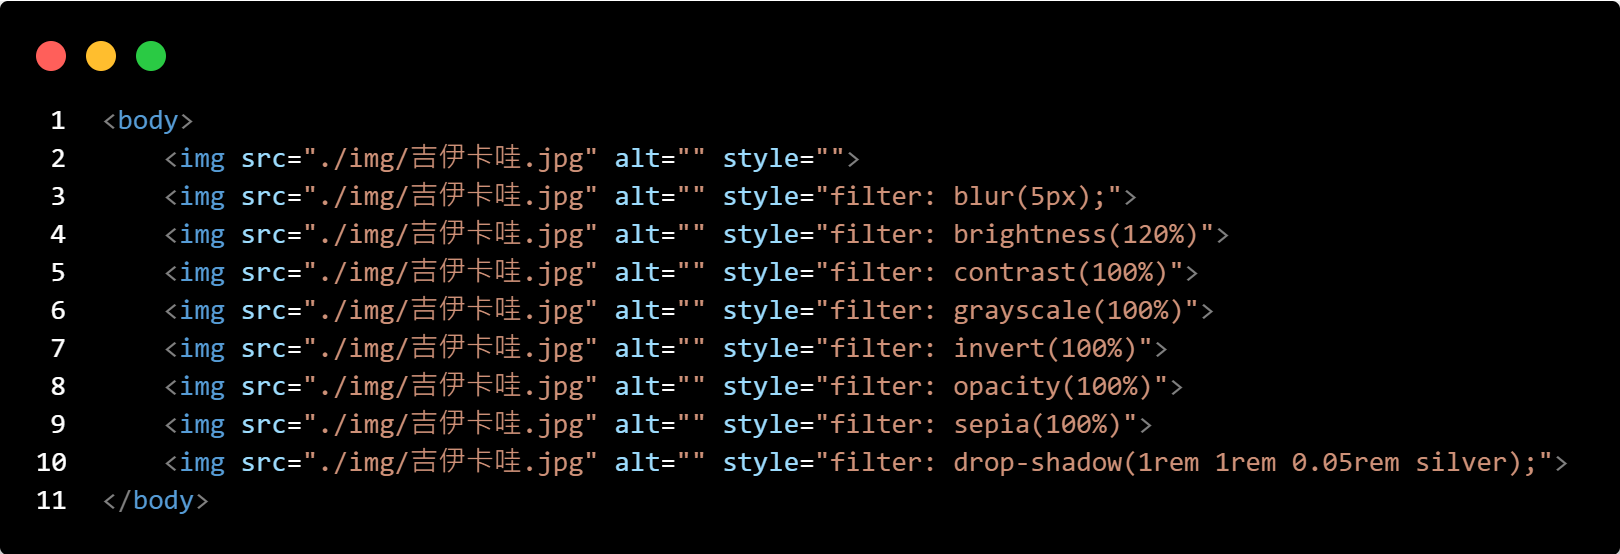 1 <body>
2 <img src="./img/吉伊卡哇.jpg" alt="" style="">
3 <img src="./img/吉伊卡哇.jpg" alt="" style="filter: blur(5px);">
4 <img src="./img/吉伊卡哇.jpg" alt="" style="filter: brightness(120%)">
5 <img src="./img/吉伊卡哇.jpg" alt="" style="filter: contrast(100%)">
6 <img src="./img/吉伊卡哇.jpg" alt="" style="filter: grayscale(100%)">
7 <img src="./img/吉伊卡哇.jpg" alt="" style="filter: invert(100%)">
8 <img src="./img/吉伊卡哇.jpg" alt="" style="filter: opacity(100%)">
9 <img src="./img/吉伊卡哇.jpg" alt="" style="filter: sepia(100%)">
10 <img src="./img/吉伊卡哇.jpg" alt="" style="filter: drop-shadow(1rem 1rem 0.05rem silver);">
11 </body>